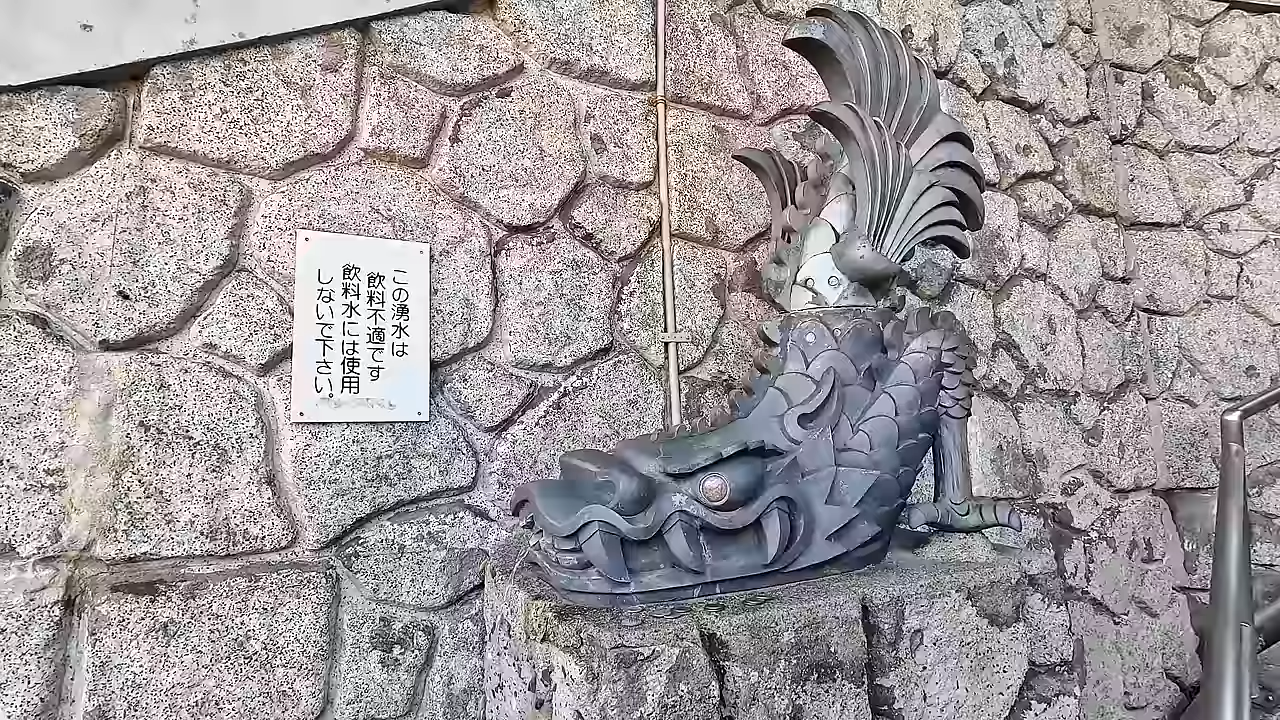 この湧水は
飲料不適です
飲料水には使用
しないで下さい。